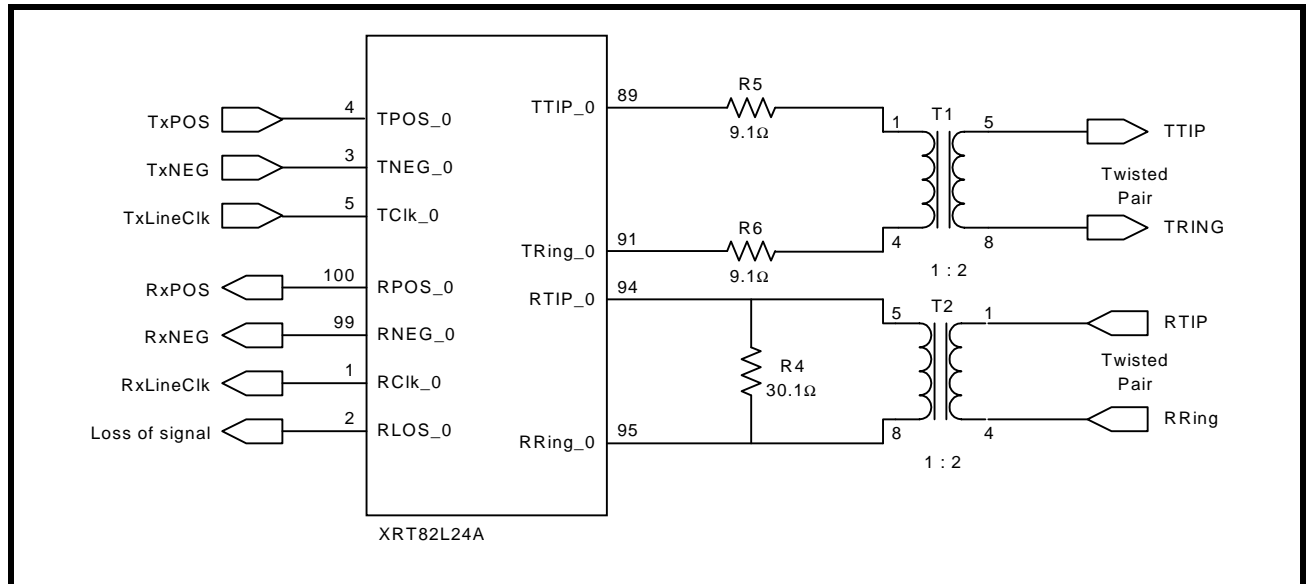 TxPOS
4
TPOS_0
TxNEG
3
TNEG_0
TxLineClk
5
TClk_0
RxPOS
100
RPOS_0
RxNEG
99
RNEG_0
RxLineClk
1
RClk_0
Loss of signal
2
RLOS_0
TTIP_0
89
TRing_0
91
RTIP_0
94
RRing_0
95
XRT82L24A
R5
9.1Ω
R6
9.1Ω
R4
30.1Ω
T1
1
5
4
8
1 : 2
TTIP
Twisted
Pair
TRING
T2
5
1
8
4
1 : 2
RTIP
Twisted
Pair
RRing